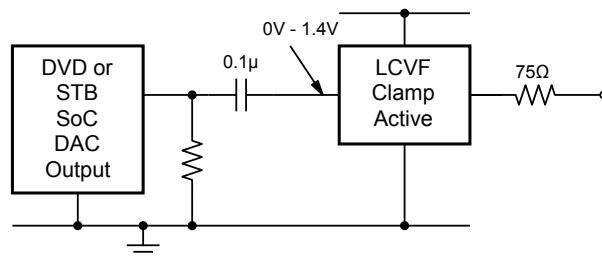 DVD or
STB
SoC
DAC
Output
0.1µ
0V - 1.4V
LCVF
Clamp
Active
75Ω